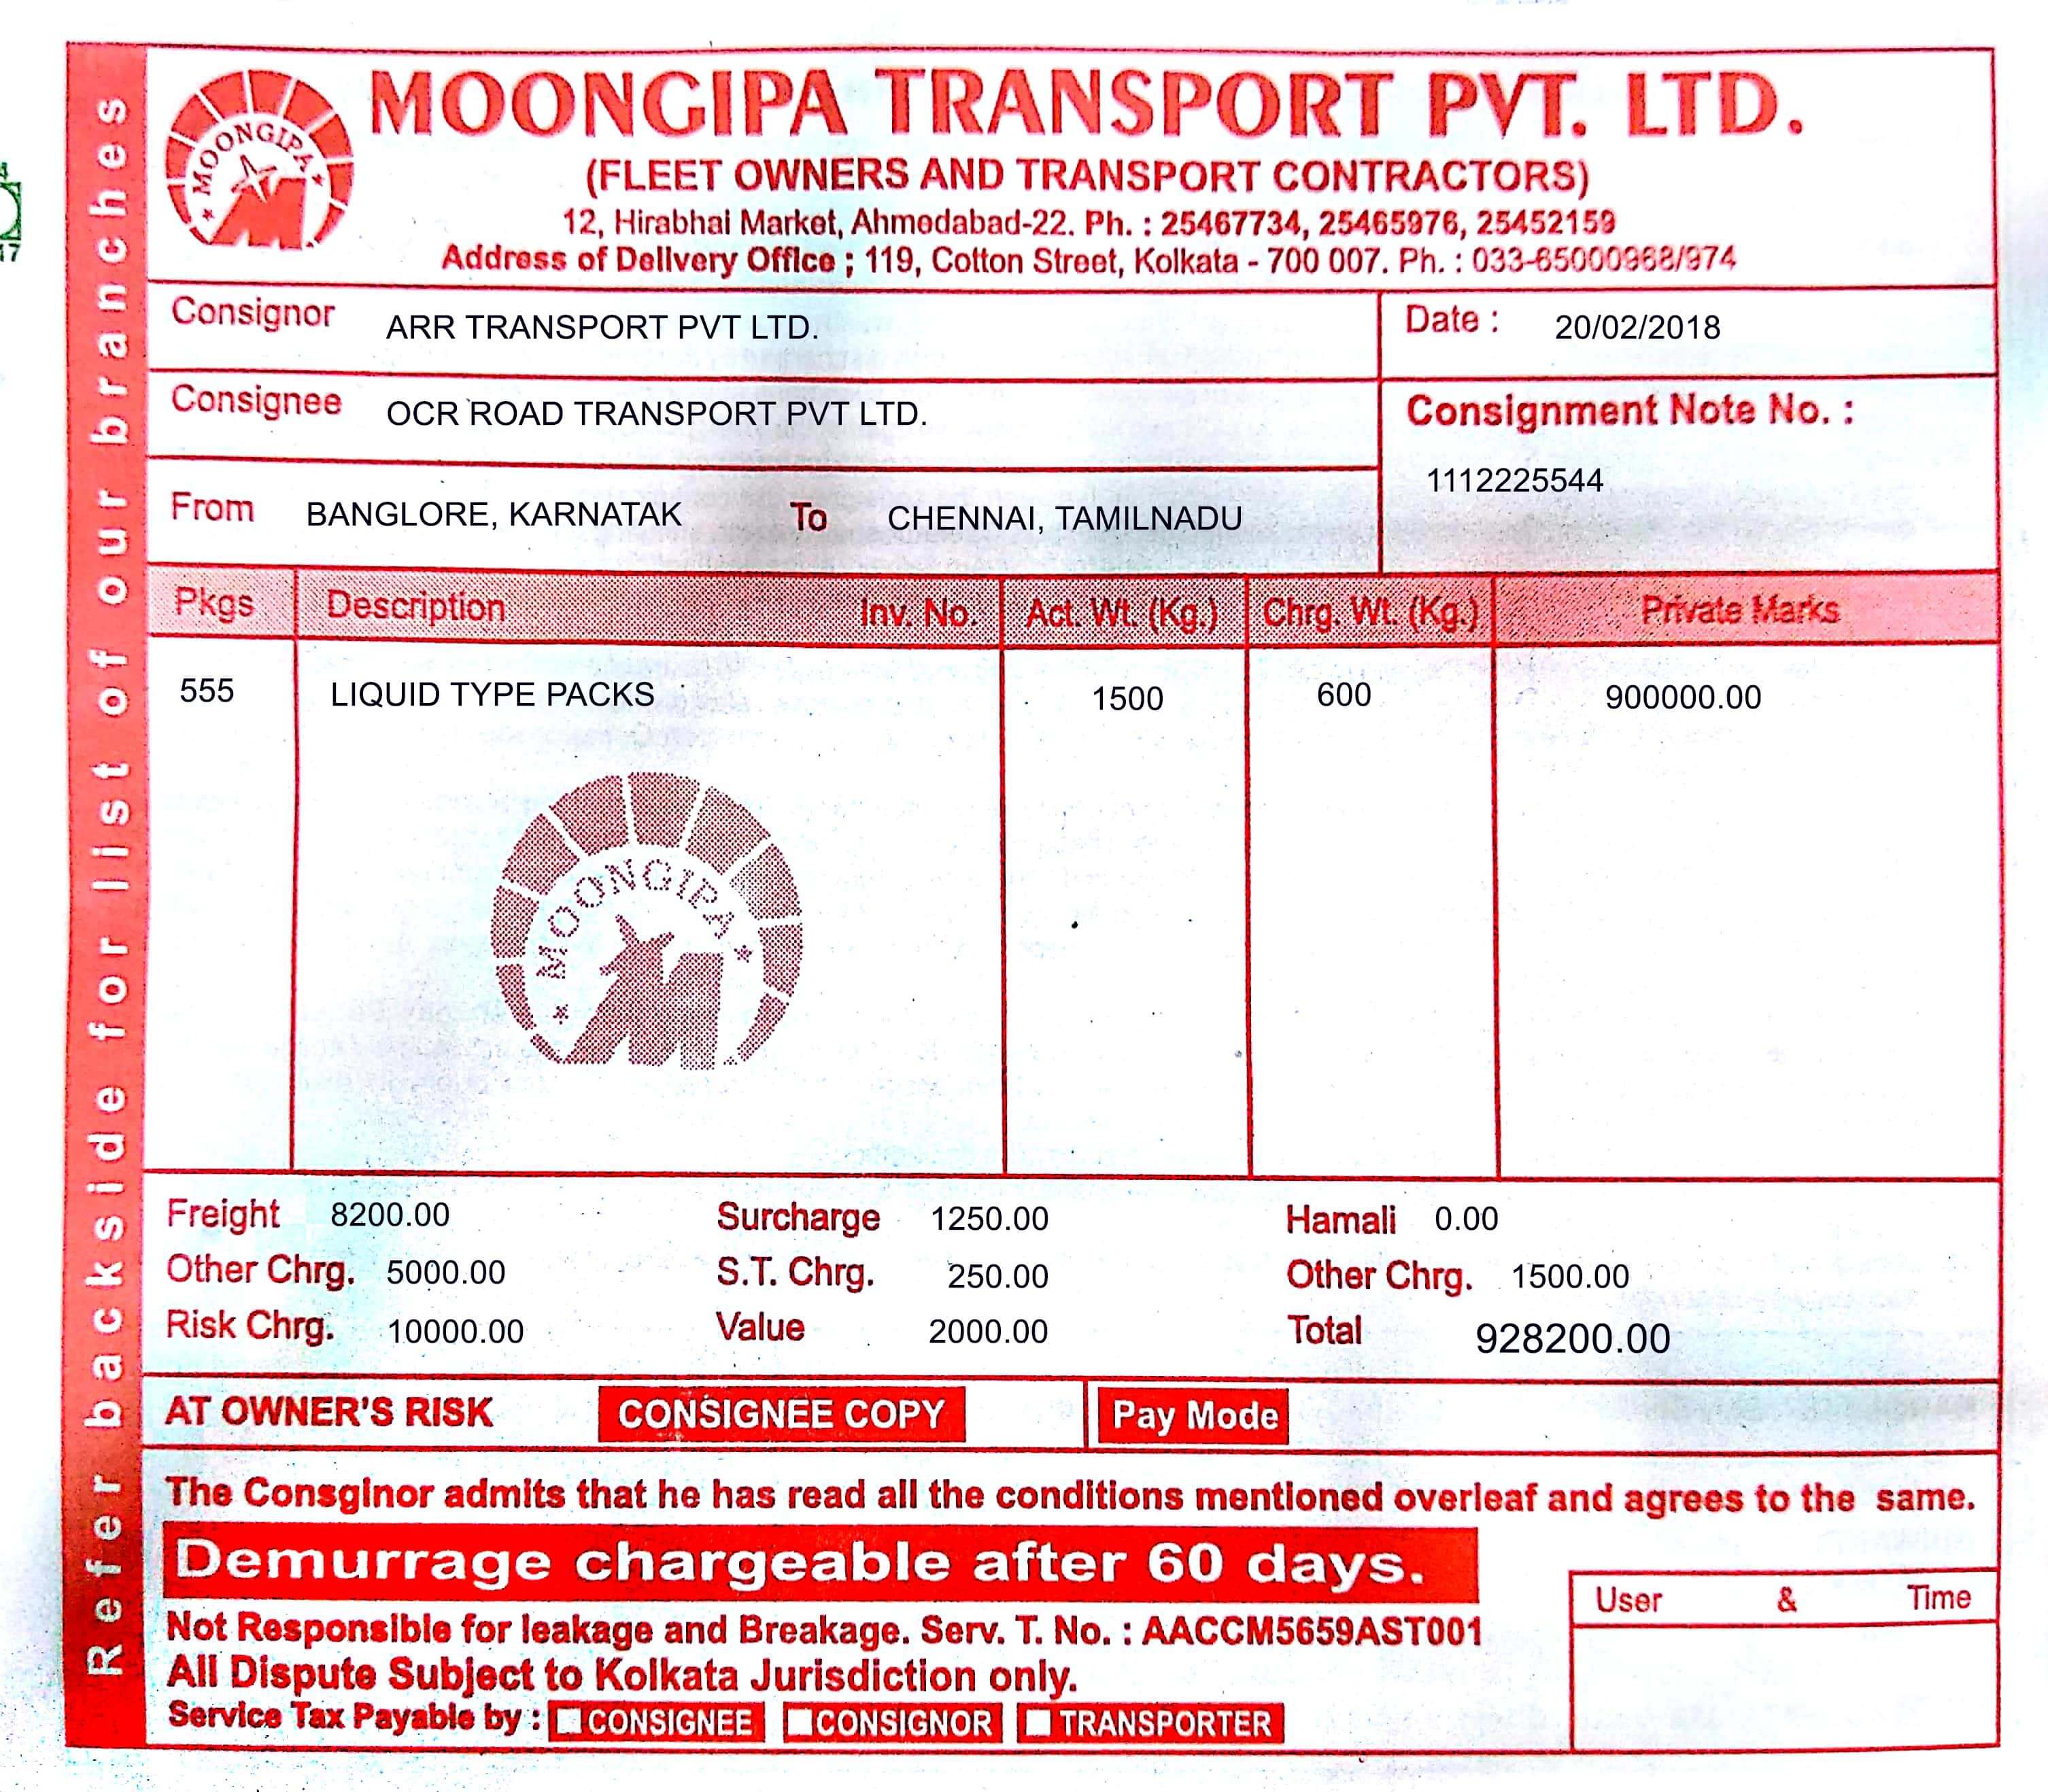 MOONGIPA
MOONGIPA TRANSPORT PVT. LTD.
(FLEET OWNERS AND TRANSPORT CONTRACTORS)
12, Hirabhai Market, Ahmedabad-22. Ph. : 25467734, 25465976, 25452159
Address of Delivery Office ; 119, Cotton Street, Kolkata - 700 007. Ph. : 033-65000968/974
Consignor ARR TRANSPORT PVT LTD. Date : 20/02/2018
Consignee OCR ROAD TRANSPORT PVT LTD. Consignment Note No. :
1112225544
From BANGLORE, KARNATAK To CHENNAI, TAMILNADU
Pkgs Description Inv. No. Act. Wt. (Kg.) Chrg. Wt. (Kg.) Private Marks
555 LIQUID TYPE PACKS 1500 600 900000.00
MOONGIPA
Freight 8200.00 Surcharge 1250.00 Hamali 0.00
Other Chrg. 5000.00 S.T. Chrg. 250.00 Other Chrg. 1500.00
Risk Chrg. 10000.00 Value 2000.00 Total 928200.00
AT OWNER'S RISK CONSIGNEE COPY Pay Mode
The Consginor admits that he has read all the conditions mentioned overleaf and agrees to the same.
Demurrage chargeable after 60 days.
User & Time
Not Responsible for leakage and Breakage. Serv. T. No. : AACCM5659AST001
All Dispute Subject to Kolkata Jurisdiction only.
Service Tax Payable by : CONSIGNEE CONSIGNOR TRANSPORTER
Refer backside for list of our branches